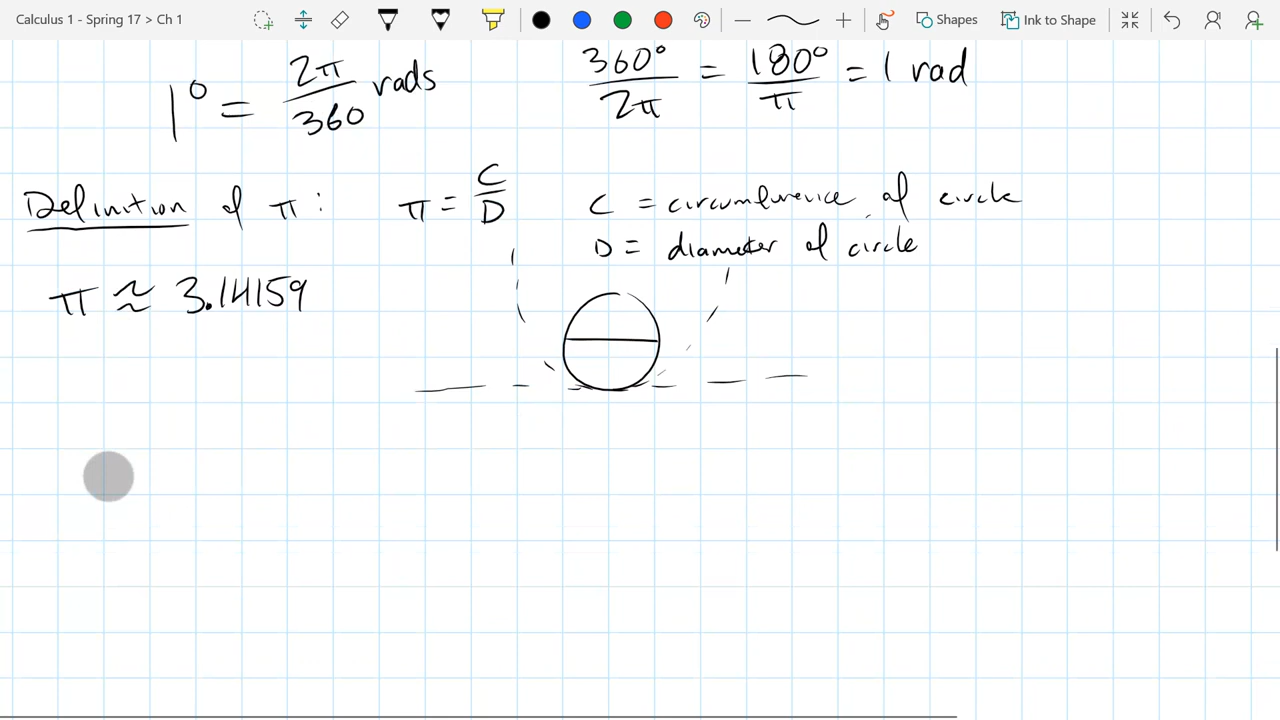 Calculus 1 - Spring 17 > Ch 1 Shapes Ink to Shape
1° = 2π/360 rads 360°/2π = 180°/π = 1 rad
Definition of π : π = C/D C = circumference of circle
D = diameter of circle
π ≈ 3.14159